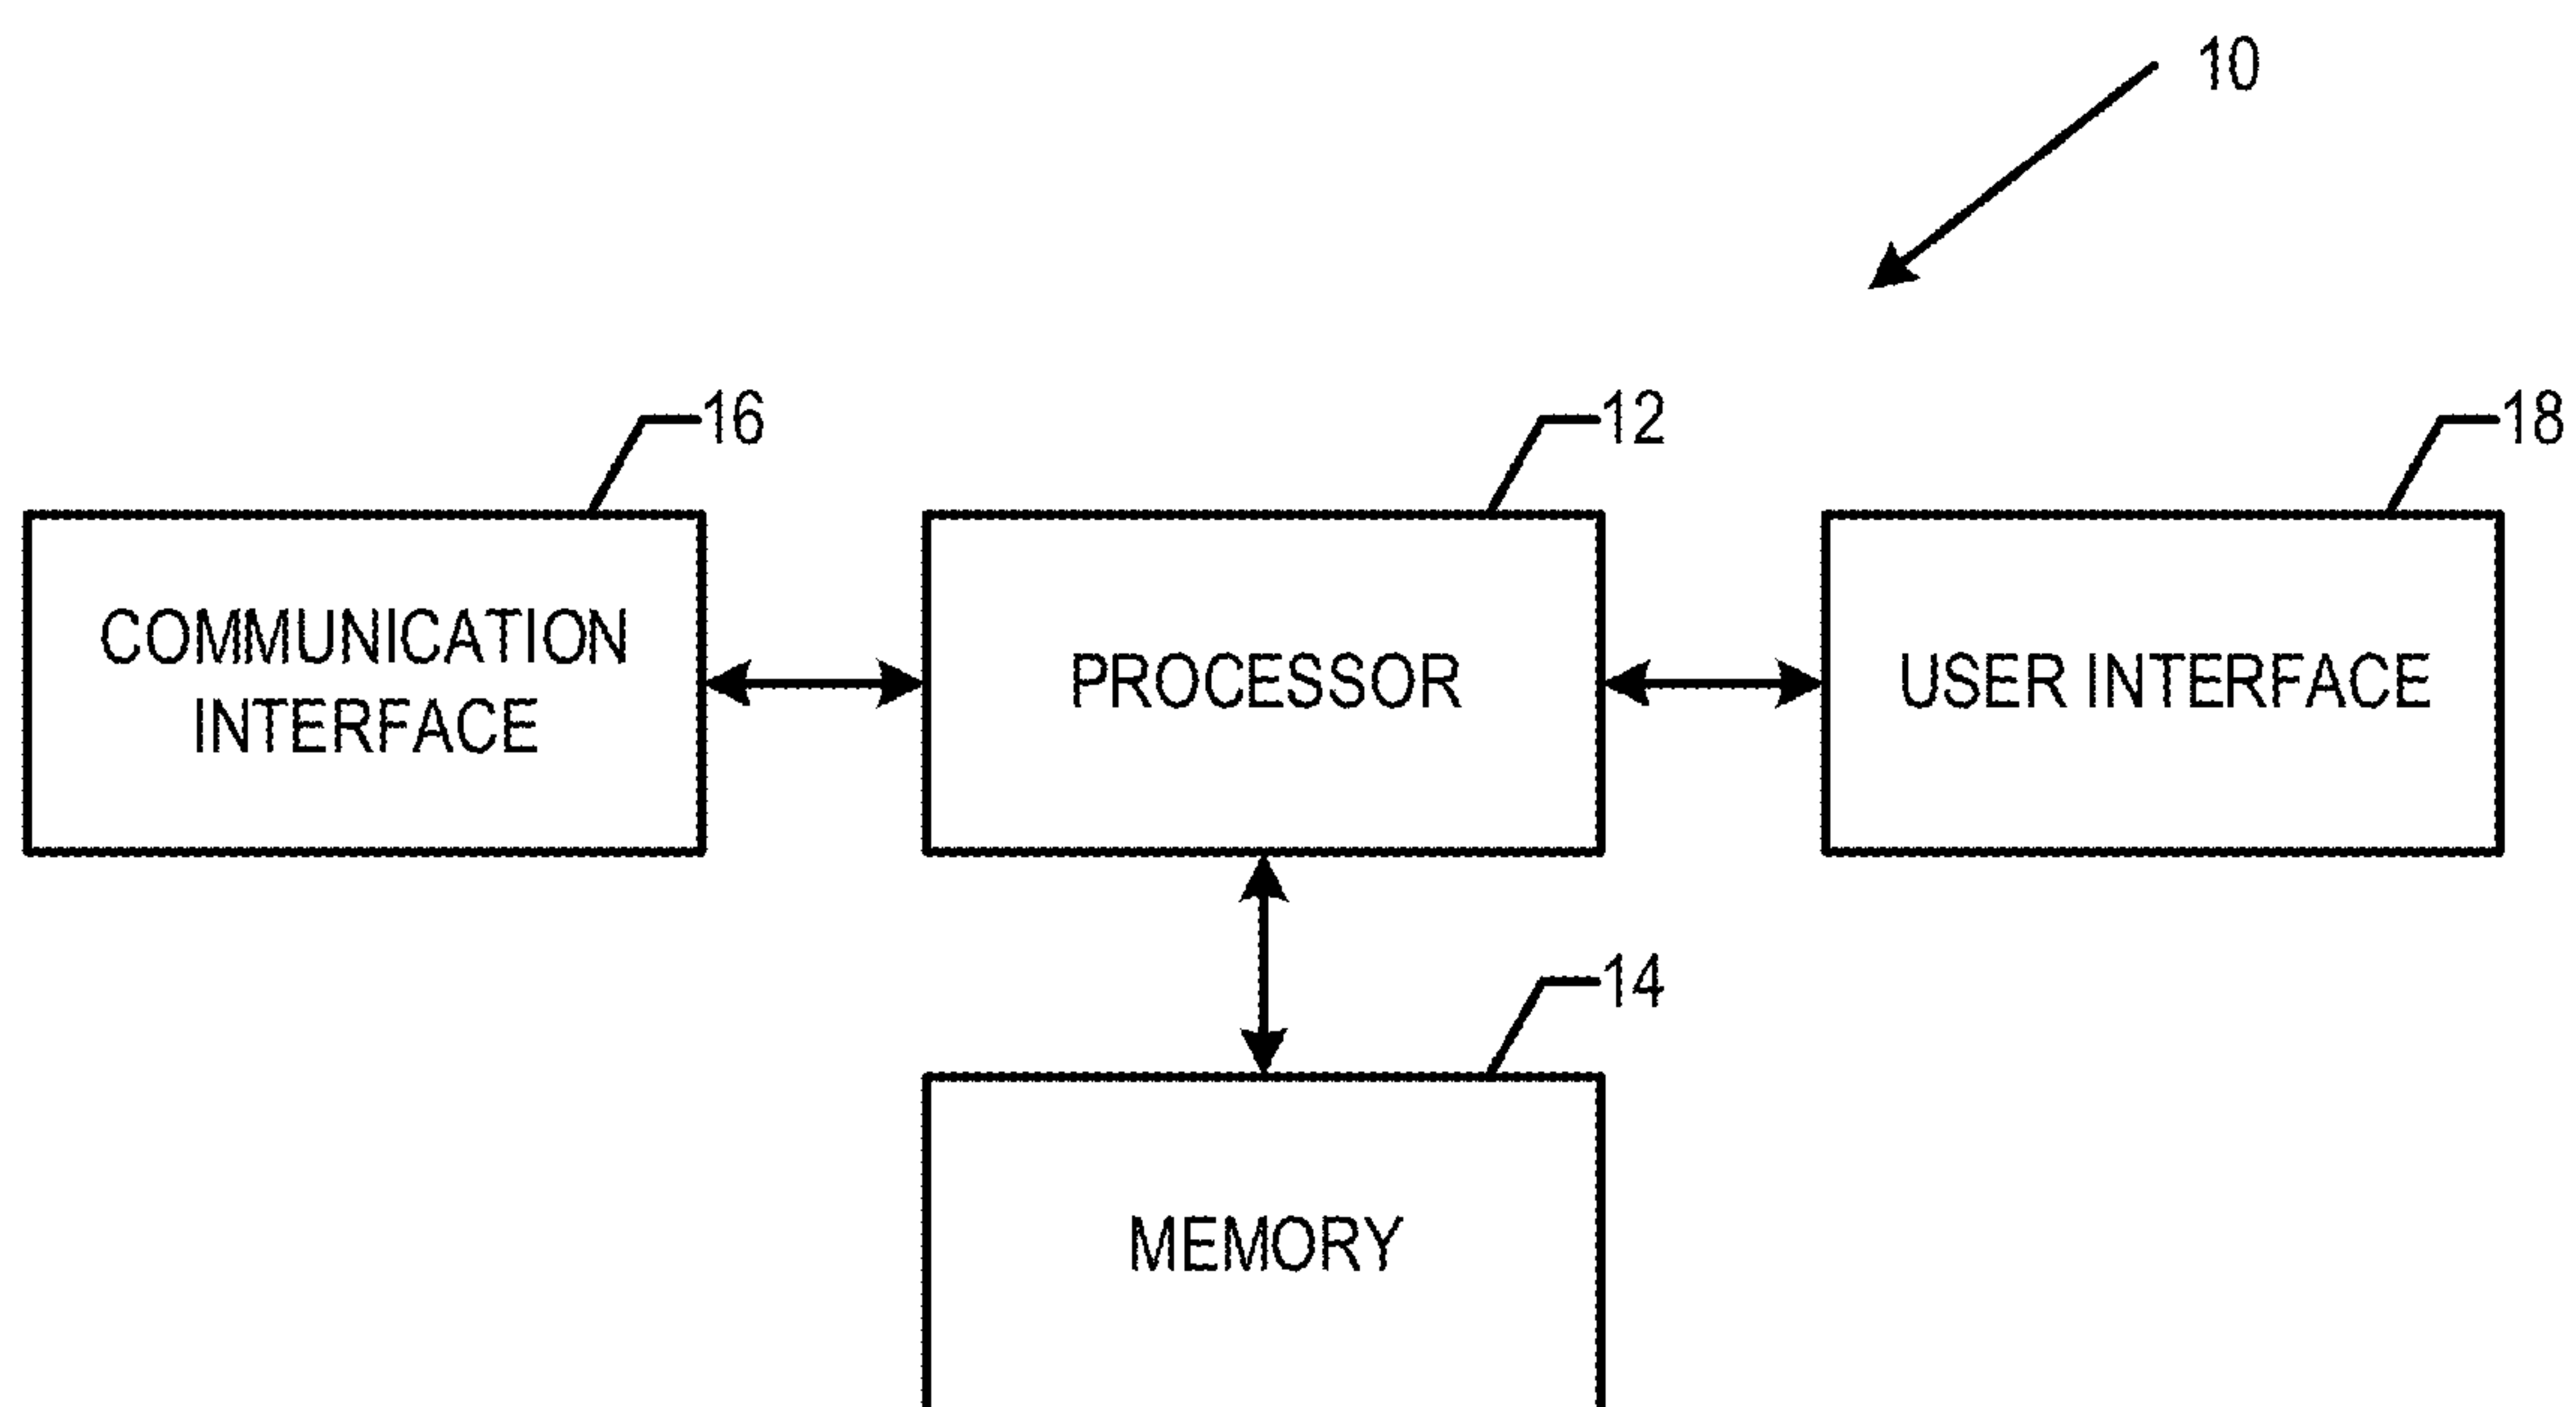 10
16
12
18
COMMUNICATION
INTERFACE
PROCESSOR
USER INTERFACE
14
MEMORY